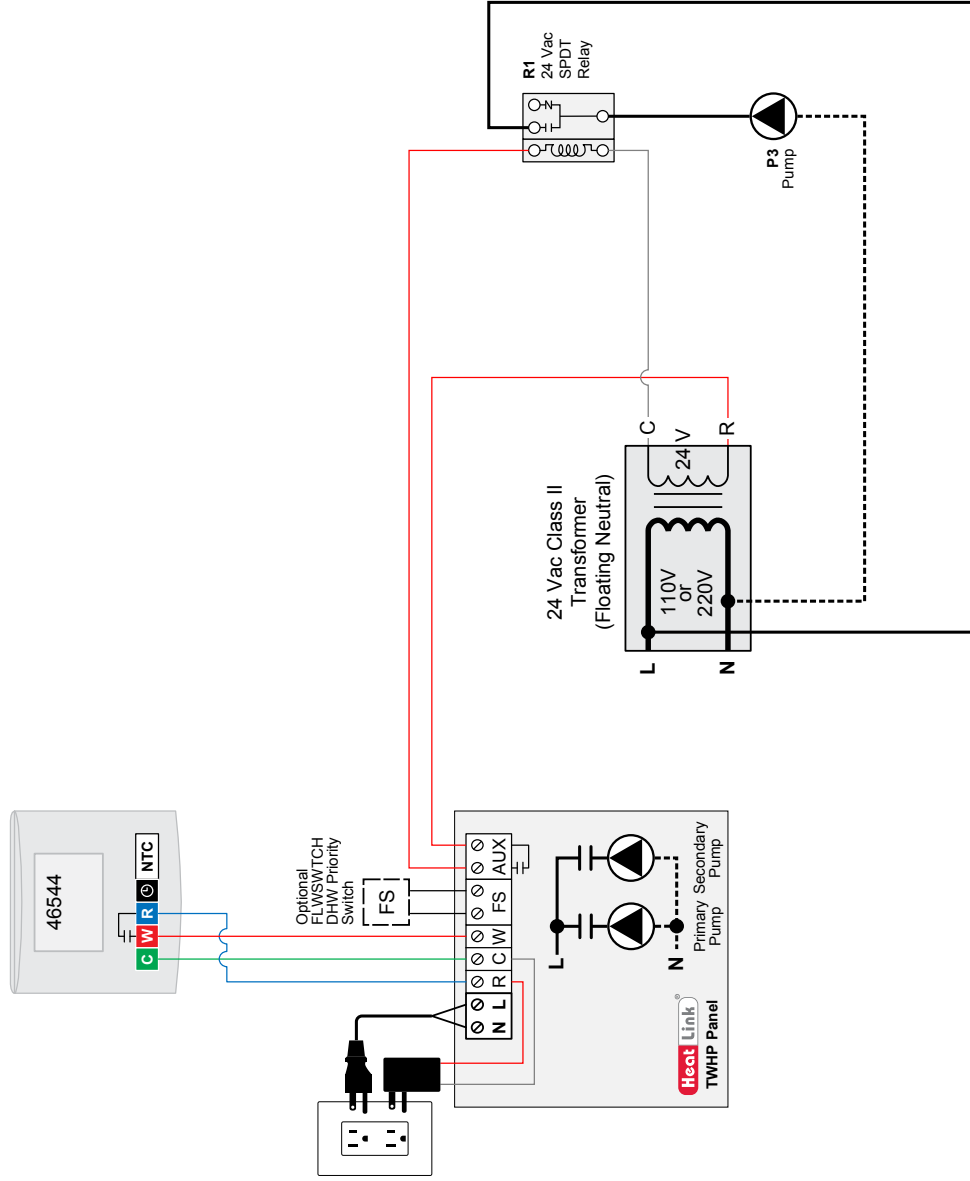 R1
24 Vac
SPDT
Relay
P3
Pump
24 Vac Class II
Transformer
(Floating Neutral)
C
24 V
R
110V
or
220V
L
N
46544
C W R NTC
Optional
FLWSWTCH
DHW Priority
Switch
FS
N L R C W FS AUX
L
N
Primary Secondary
Pump Pump
Heat Link®
TWHP Panel